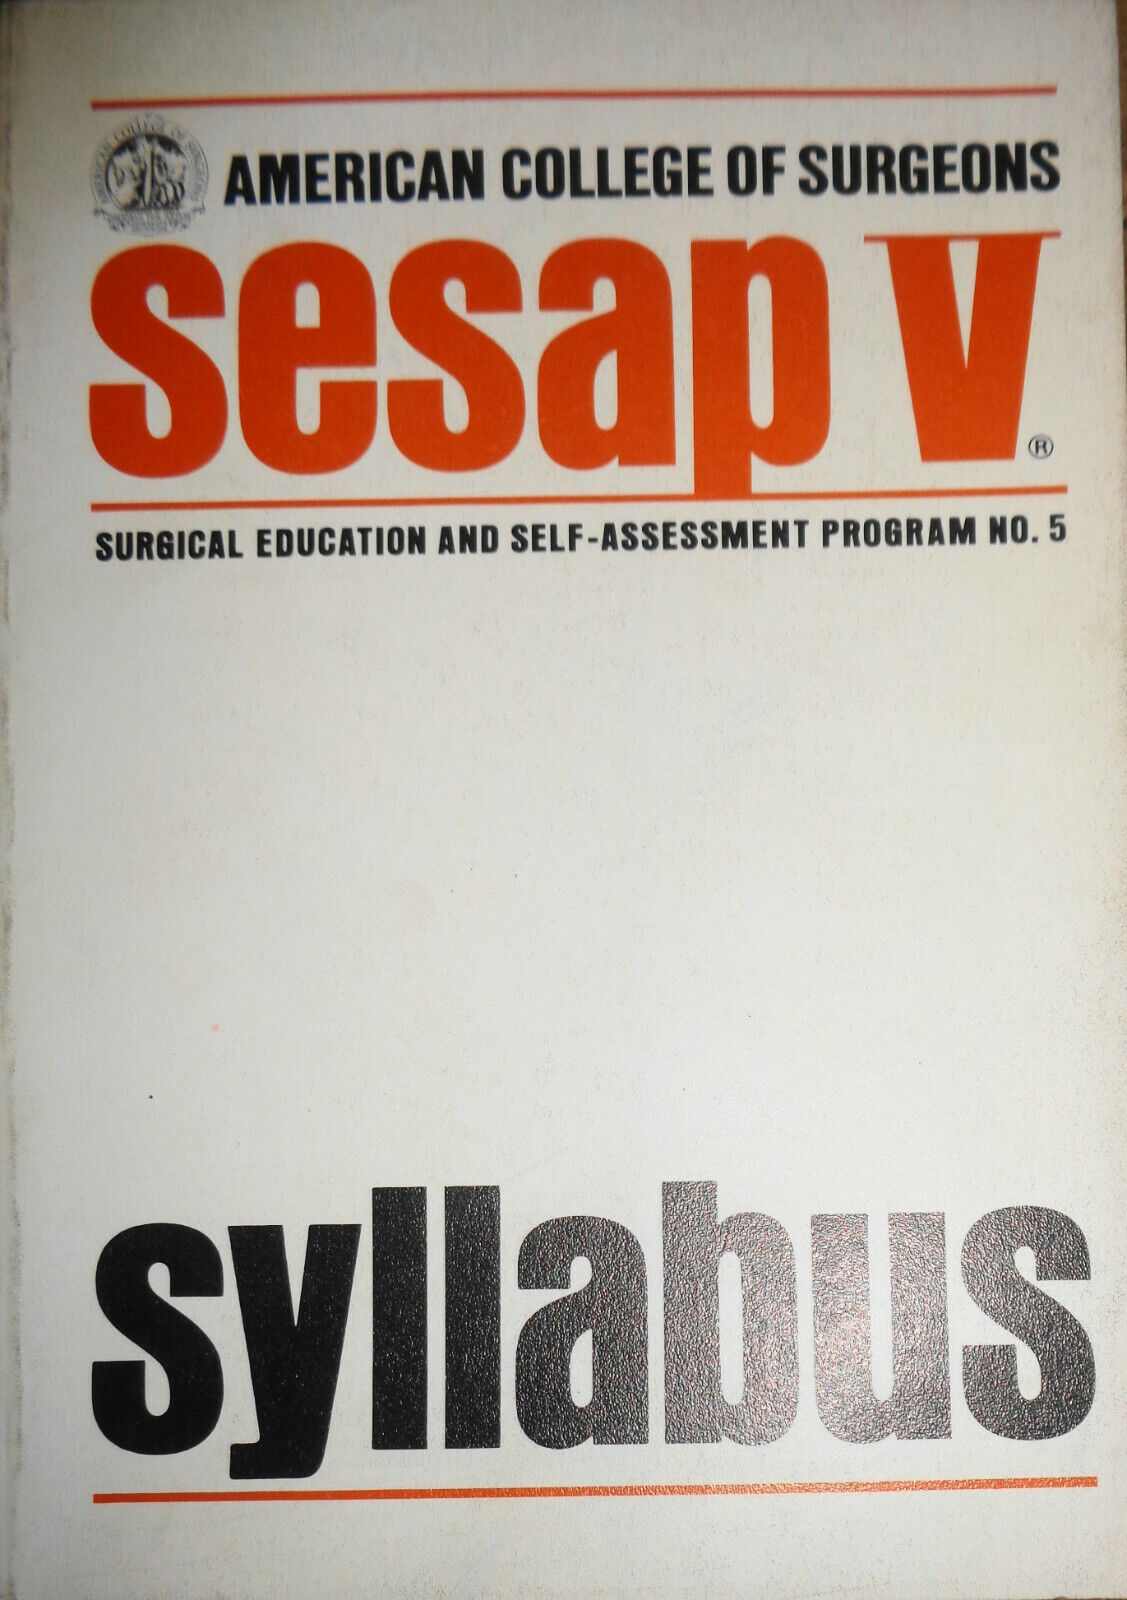 AMERICAN COLLEGE OF SURGEONS
sesap V ®
SURGICAL EDUCATION AND SELF-ASSESSMENT PROGRAM NO. 5
syllabus